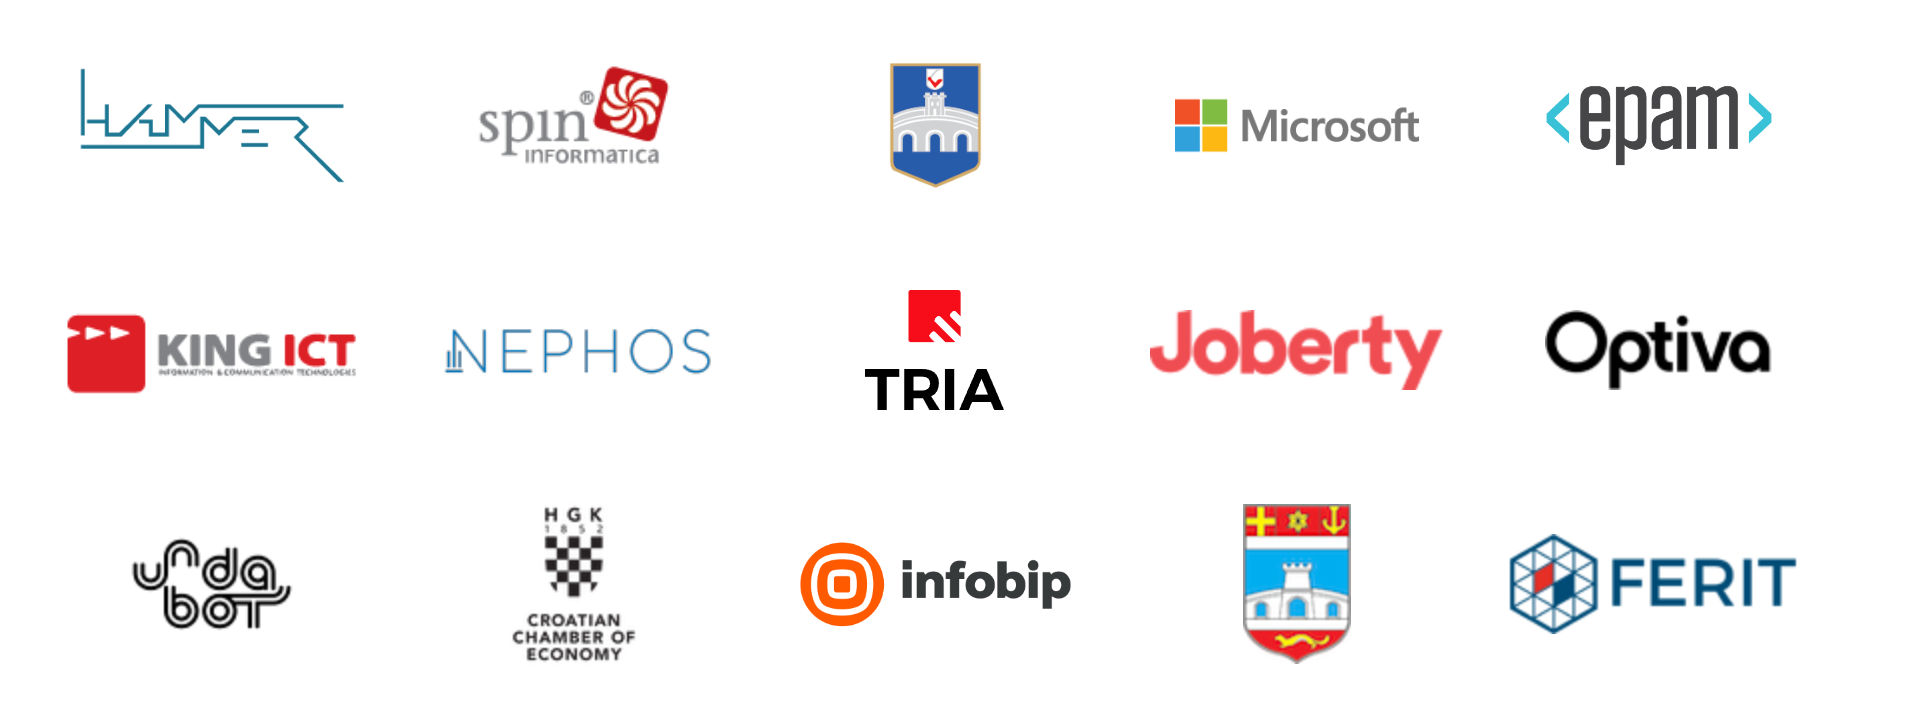 HAMMER
spin®
INFORMATICA
Microsoft
<epam>
KING ICT
INFORMATION & COMMUNICATION TECHNOLOGIES
NEPHOS
TRIA
Joberty
Optiva
unda
bot
HGK
1852
CROATIAN
CHAMBER OF
ECONOMY
infobip
FERIT